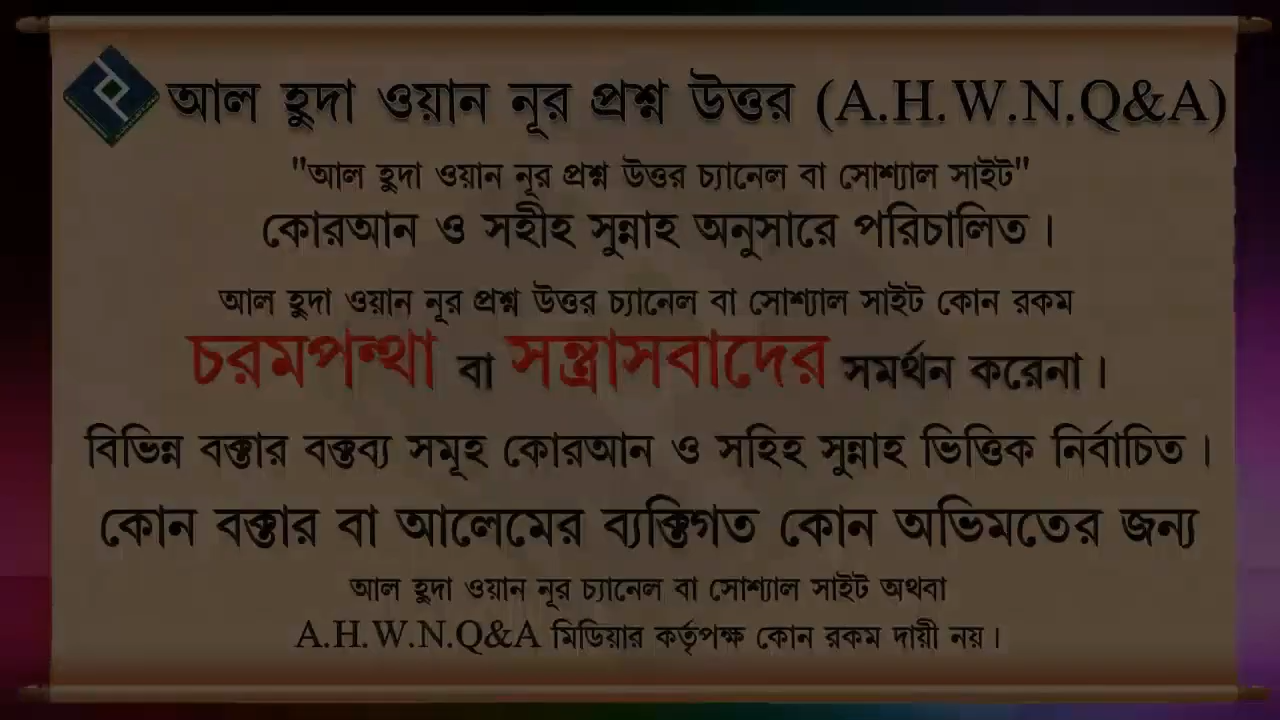 আল হুদা ওয়ান নূর প্রশ্ন উত্তর (A.H.W.N.Q&A)
"আল হুদা ওয়ান নূর প্রশ্ন উত্তর চ্যানেল বা সোশ্যাল সাইট"
কোরআন ও সহীহ সুন্নাহ অনুসারে পরিচালিত ।
আল হুদা ওয়ান নূর প্রশ্ন উত্তর চ্যানেল বা সোশ্যাল সাইট কোন রকম
চরমপন্থা বা সন্ত্রাসবাদের সমর্থন করেনা ।
বিভিন্ন বক্তার বক্তব্য সমূহ কোরআন ও সহিহ সুন্নাহ ভিত্তিক নির্বাচিত ।
কোন বক্তার বা আলেমের ব্যক্তিগত কোন অভিমতের জন্য
আল হুদা ওয়ান নূর চ্যানেল বা সোশ্যাল সাইট অথবা
A.H.W.N.Q&A মিডিয়ার কর্তৃপক্ষ কোন রকম দায়ী নয় ।